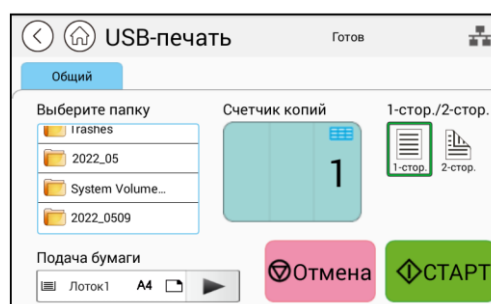 USB-печать
Готов
Общий
Выберите папку
Счетчик копий
1-стор./2-стор.
Trashes
2022_05
System Volume...
2022_0509
1
1-стор.
2-стор.
Подача бумаги
Лоток1 A4
Отмена
СТАРТ